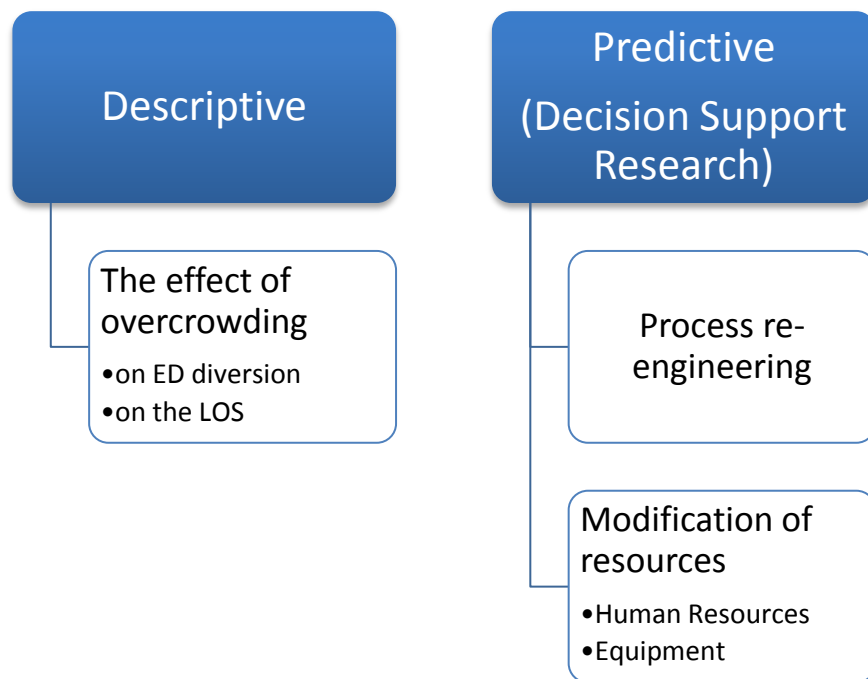 Descriptive
The effect of
overcrowding
•on ED diversion
•on the LOS
Predictive
(Decision Support
Research)
Process re-
engineering
Modification of
resources
•Human Resources
•Equipment